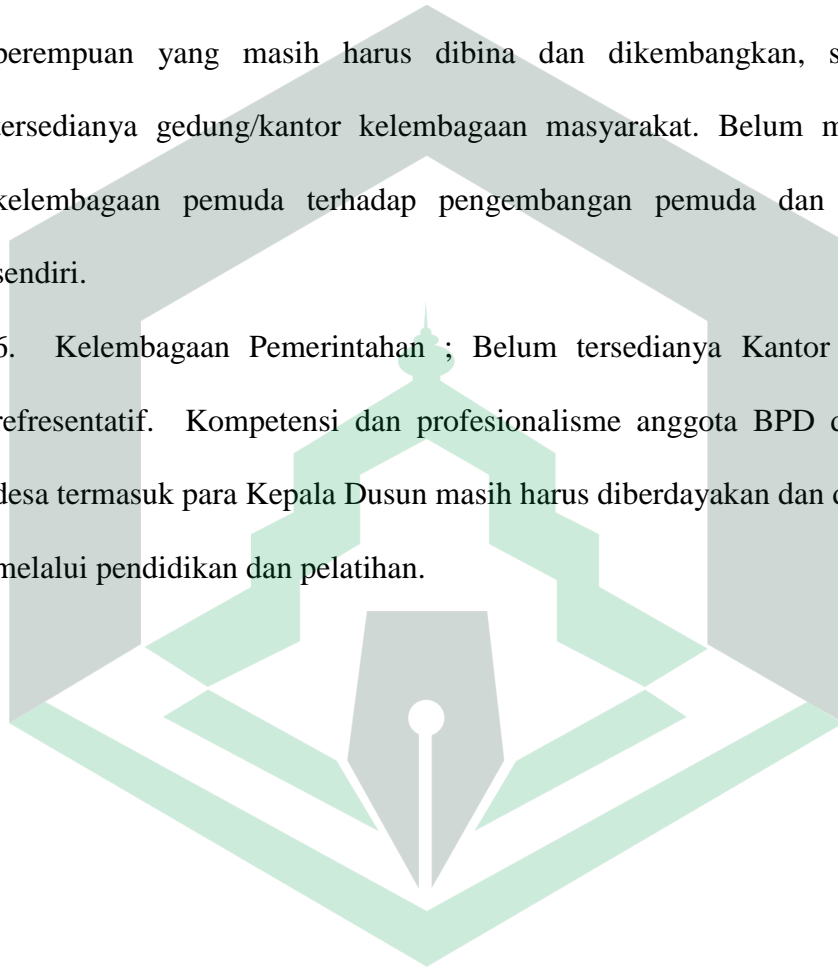 perempuan yang masih harus dibina dan dikembangkan,
tersedianya gedung/kantor kelembagaan masyarakat. Belum
kelembagaan pemuda terhadap pengembangan pemuda dan
sendiri.
6. Kelembagaan Pemerintahan ; Belum tersedianya Kantor
refresentatif. Kompetensi dan profesionalisme anggota BPD
desa termasuk para Kepala Dusun masih harus diberdayakan dan
melalui pendidikan dan pelatihan.